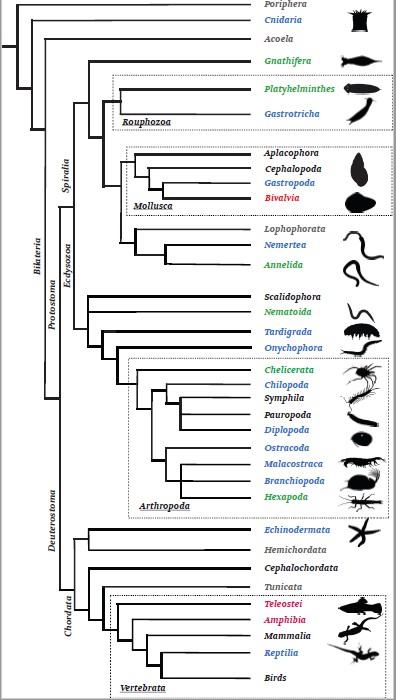 Poriphera
Cnidaria
Acoela
Gnathifera
Platyhelminthes
Gastrotricha
Rouphozoa
Spiralia
Aplacophora
Cephalopoda
Gastropoda
Bivalvia
Mollusca
Lophophorata
Nemertea
Annelida
Bilateria
Protostoma
Ecdysozoa
Scalidophora
Nematoida
Tardigrada
Onychophora
Chelicerata
Chilopoda
Symphila
Pauropoda
Diplopoda
Ostracoda
Malacostraca
Branchiopoda
Hexapoda
Arthropoda
Deuterostoma
Echinodermata
Hemichordata
Cephalochordata
Tunicata
Chordata
Teleostei
Amphibia
Mammalia
Reptilia
Birds
Vertebrata